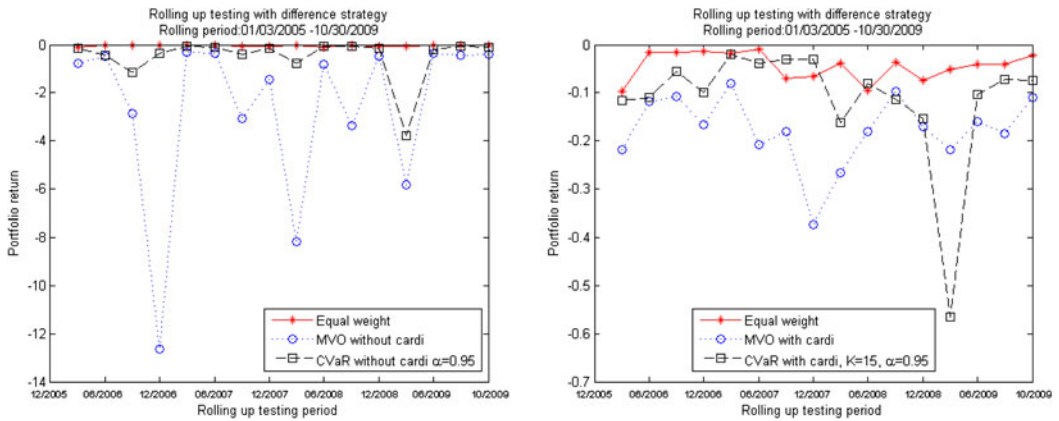 Rolling up testing with difference strategy
Rolling period:01/03/2005 -10/30/2009
Portfolio return
0
-2
-4
-6
-8
-10
-12
-14
Equal weight
MVO without cardi
CVaR without cardi α=0.95
12/2005 06/2006 12/2006 06/2007 12/2007 06/2008 12/2008 06/2009 10/2009
Rolling up testing period
Rolling up testing with difference strategy
Rolling period:01/03/2005 -10/30/2009
Portfolio return
0
-0.1
-0.2
-0.3
-0.4
-0.5
-0.6
-0.7
Equal weight
MVO with cardi
CVaR with cardi, K=15, α=0.95
12/2005 06/2006 12/2006 06/2007 12/2007 06/2008 12/2008 06/2009 10/2009
Rolling up testing period